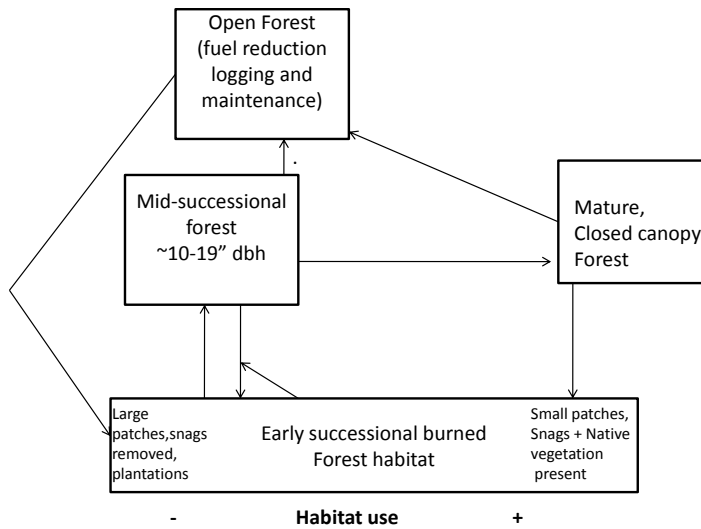 Open Forest
(fuel reduction
logging and
maintenance)
.
Mid-successional
forest
~10-19” dbh
Mature,
Closed canopy
Forest
Large
patches,snags
removed,
plantations
Early successional burned
Forest habitat
Small patches,
Snags + Native
vegetation
present
- Habitat use +